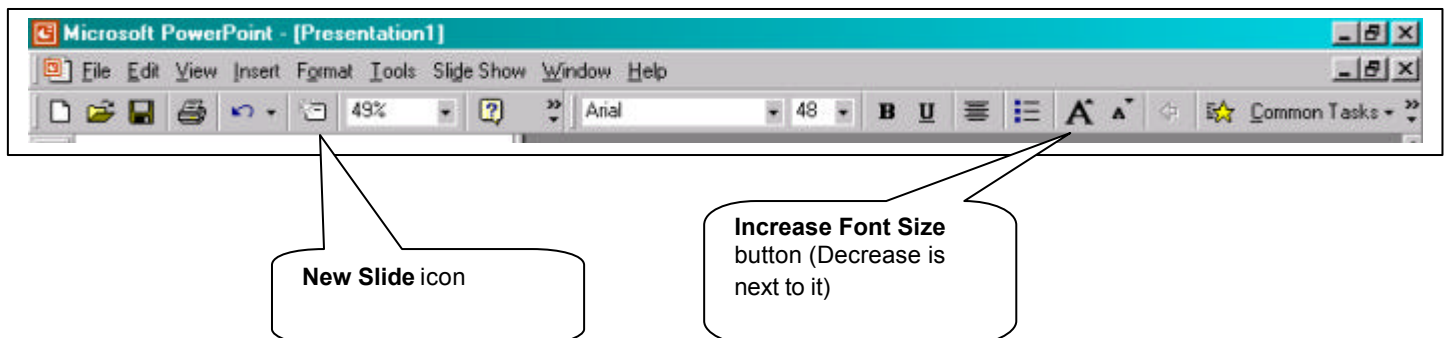 Microsoft PowerPoint - [Presentation1]
File Edit View Insert Format Tools Slide Show Window Help
49% Arial 48 B U A A Common Tasks
New Slide icon
Increase Font Size
button (Decrease is
next to it)